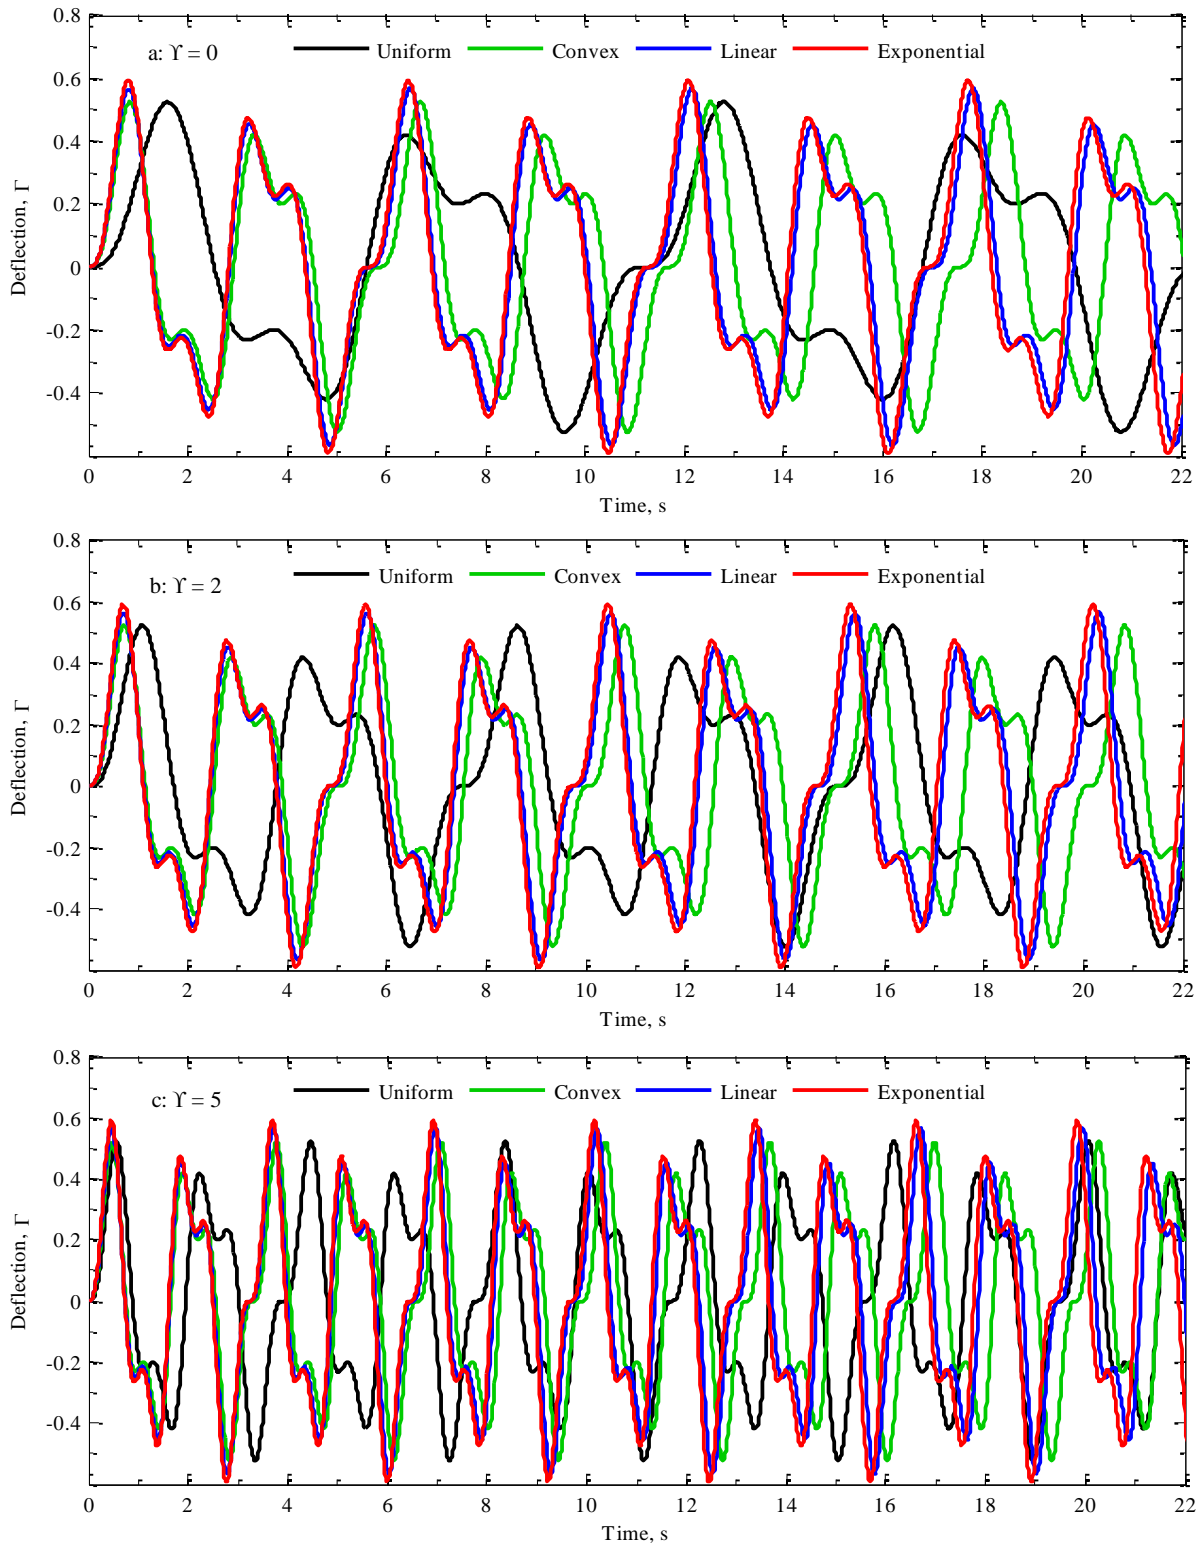 0.8
a: ϒ = 0 Uniform Convex Linear Exponential
0.6
0.4
0.2
0
-0.2
-0.4
Deflection, Γ
0 2 4 6 8 10 12 14 16 18 20 22
Time, s
0.8
b: ϒ = 2 Uniform Convex Linear Exponential
0.6
0.4
0.2
0
-0.2
-0.4
Deflection, Γ
0 2 4 6 8 10 12 14 16 18 20 22
Time, s
0.8
c: ϒ = 5 Uniform Convex Linear Exponential
0.6
0.4
0.2
0
-0.2
-0.4
Deflection, Γ
0 2 4 6 8 10 12 14 16 18 20 22
Time, s